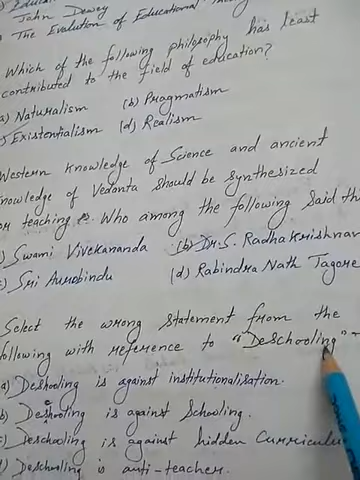 John Dewey
The Evolution of Educational
Which of the following philosophy has least
contributed to the field of education?
a) Naturalism (b) Pragmatism
Existentialism (d) Realism
Western Knowledge of Science and ancient
knowledge of Vedanta should be synthesized
for teaching. Who among the following said th
Swami Vivekananda (b) Dr. S. Radhakrishnan
Sri Aurobindu (d) Rabindra Nath Tagore
Select the wrong statement from the
following with reference to "Deschooling" -
(a) Deshooling is against institutionalisation.
b) Deshooling is against Schooling.
c) Deschooling is against hidden Curriculu
d) Deschooling is anti-teacher.